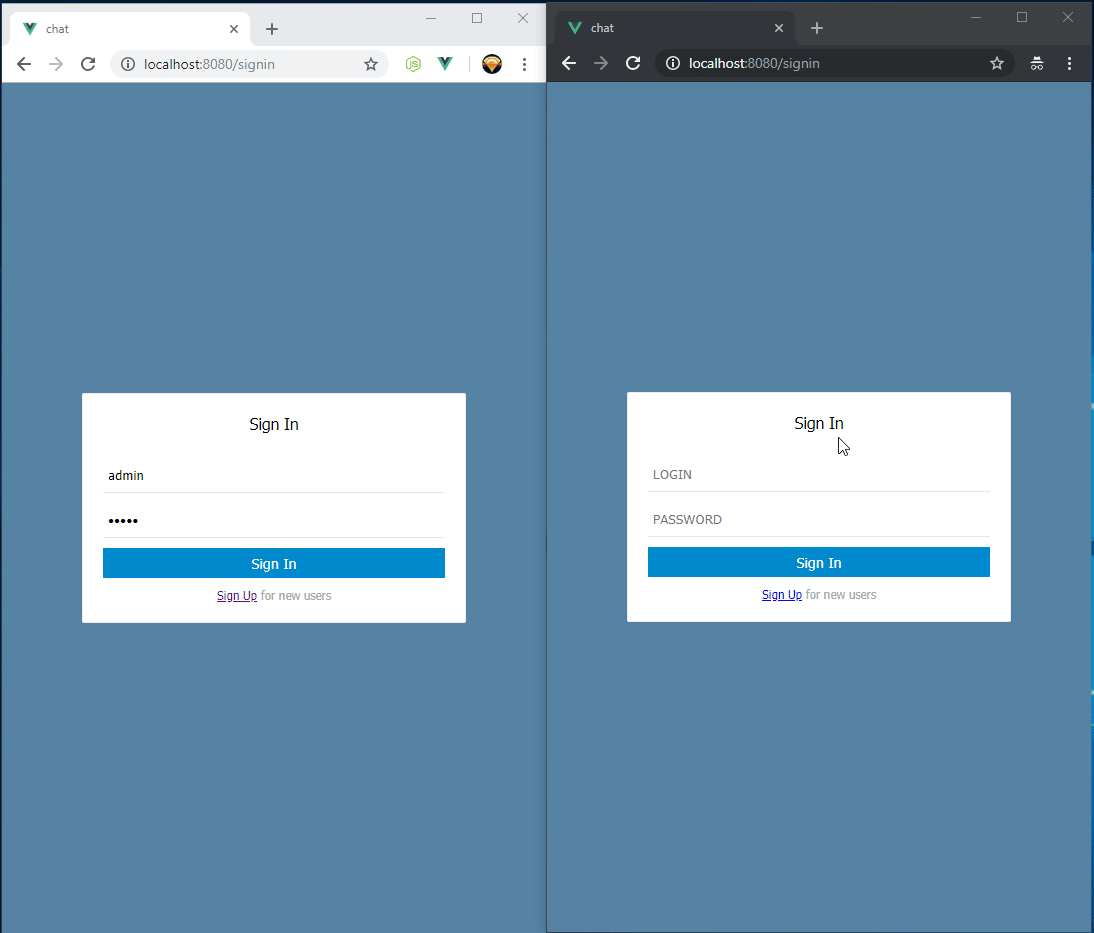 chat
localhost:8080/signin
Sign In
admin
•••••
Sign In
Sign Up for new users
chat
localhost:8080/signin
Sign In
LOGIN
PASSWORD
Sign In
Sign Up for new users